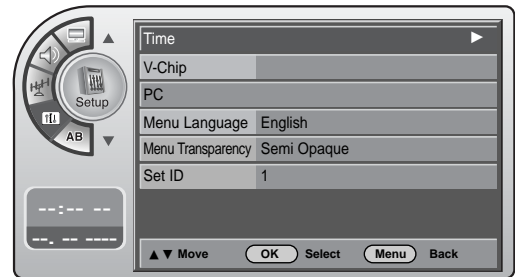 Time ►
V-Chip
PC
Menu Language English
Menu Transparency Semi Opaque
Set ID 1
Setup
AB
--:-- --
--. -- ----
▲▼ Move OK Select Menu Back